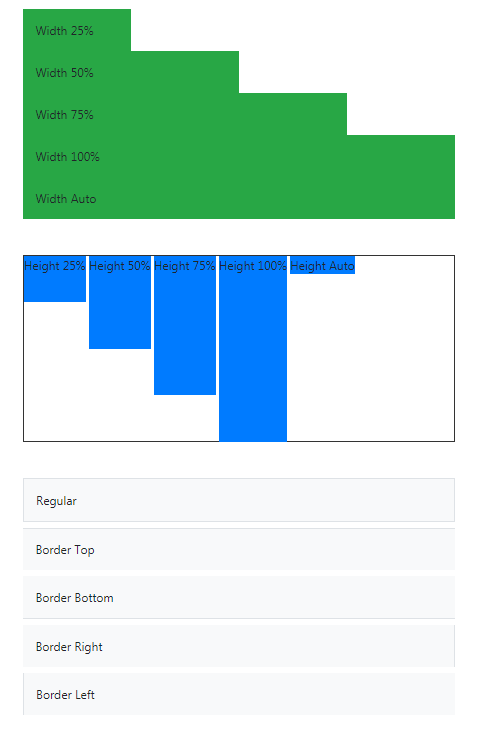 Width 25%
Width 50%
Width 75%
Width 100%
Width Auto
Height 25% Height 50% Height 75% Height 100% Height Auto
Regular
Border Top
Border Bottom
Border Right
Border Left